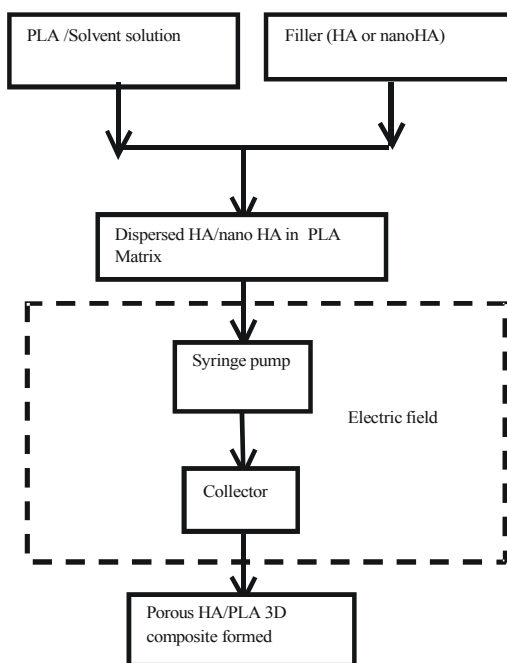 PLA /Solvent solution
Filler (HA or nanoHA)
Dispersed HA/nano HA in PLA
Matrix
Syringe pump
Electric field
Collector
Porous HA/PLA 3D
composite formed